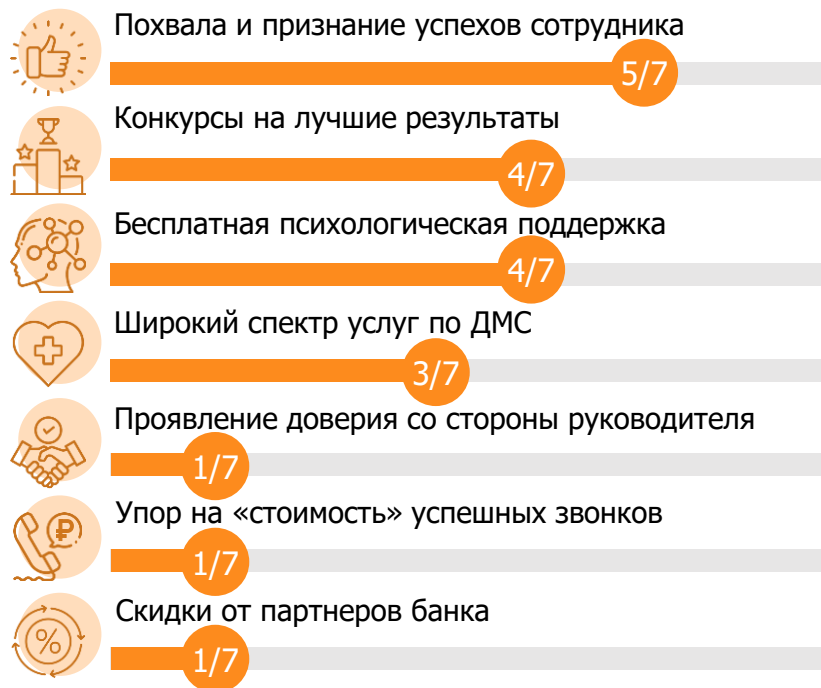 Похвала и признание успехов сотрудника
5/7
Конкурсы на лучшие результаты
4/7
Бесплатная психологическая поддержка
4/7
Широкий спектр услуг по ДМС
3/7
Проявление доверия со стороны руководителя
1/7
Упор на «стоимость» успешных звонков
₽
1/7
Скидки от партнеров банка
%
1/7